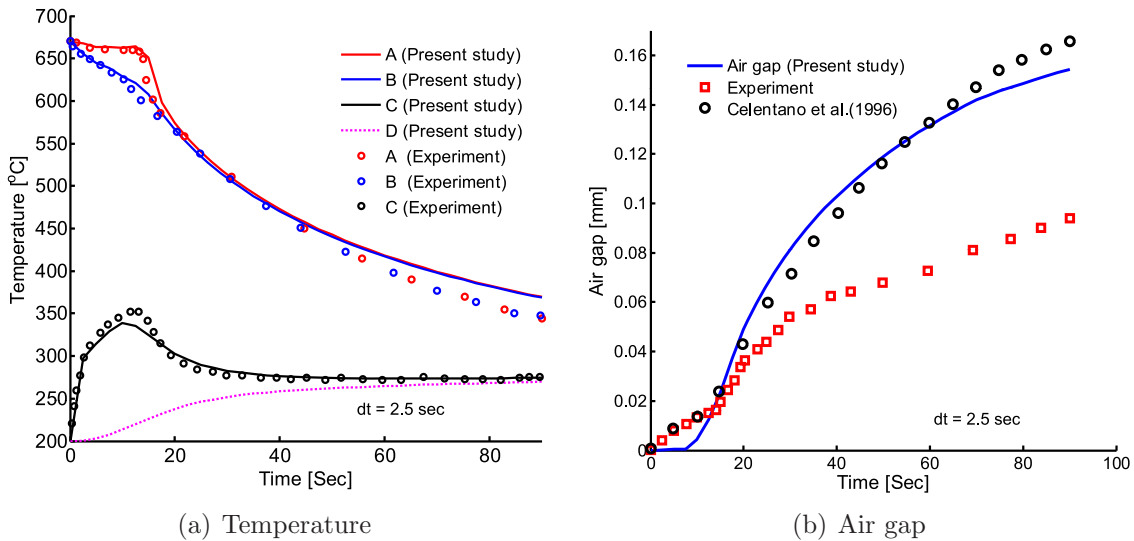 700
650
600
550
500
450
400
350
300
250
200
0
20
40
60
80
Temperature [°C]
Time [Sec]
A (Present study)
B (Present study)
C (Present study)
D (Present study)
A (Experiment)
B (Experiment)
C (Experiment)
dt = 2.5 sec
(a) Temperature
0.16
0.14
0.12
0.1
0.08
0.06
0.04
0.02
0
0
20
40
60
80
100
Air gap [mm]
Time [Sec]
Air gap (Present study)
Experiment
Celentano et al.(1996)
dt = 2.5 sec
(b) Air gap